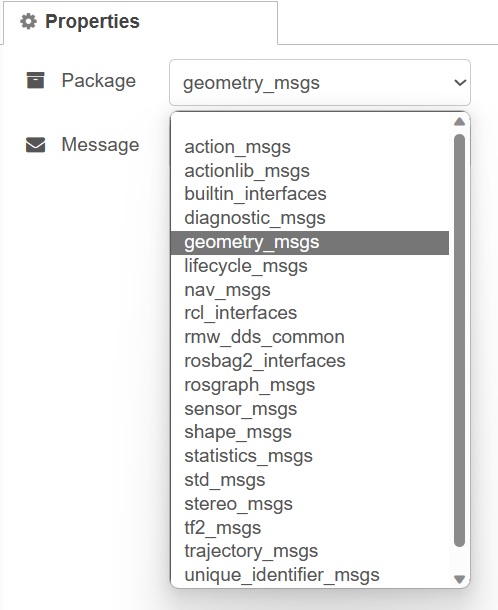 Properties
Package
geometry_msgs
Message
action_msgs
actionlib_msgs
builtin_interfaces
diagnostic_msgs
geometry_msgs
lifecycle_msgs
nav_msgs
rcl_interfaces
rmw_dds_common
rosbag2_interfaces
rosgraph_msgs
sensor_msgs
shape_msgs
statistics_msgs
std_msgs
stereo_msgs
tf2_msgs
trajectory_msgs
unique_identifier_msgs